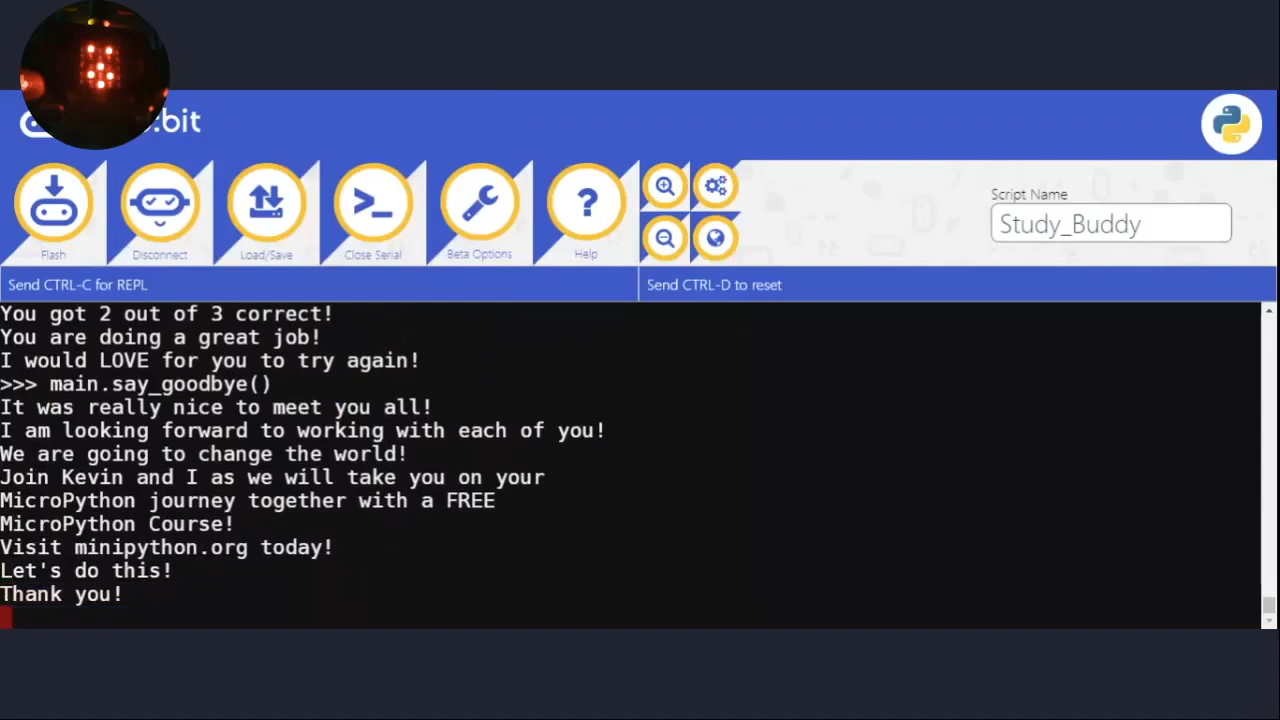 :bit
Script Name
Study_Buddy
Flash
Disconnect
Load/Save
Close Serial
Beta Options
Help
Send CTRL-C for REPL
Send CTRL-D to reset
You got 2 out of 3 correct!
You are doing a great job!
I would LOVE for you to try again!
>>> main.say_goodbye()
It was really nice to meet you all!
I am looking forward to working with each of you!
We are going to change the world!
Join Kevin and I as we will take you on your
MicroPython journey together with a FREE
MicroPython Course!
Visit minipython.org today!
Let's do this!
Thank you!